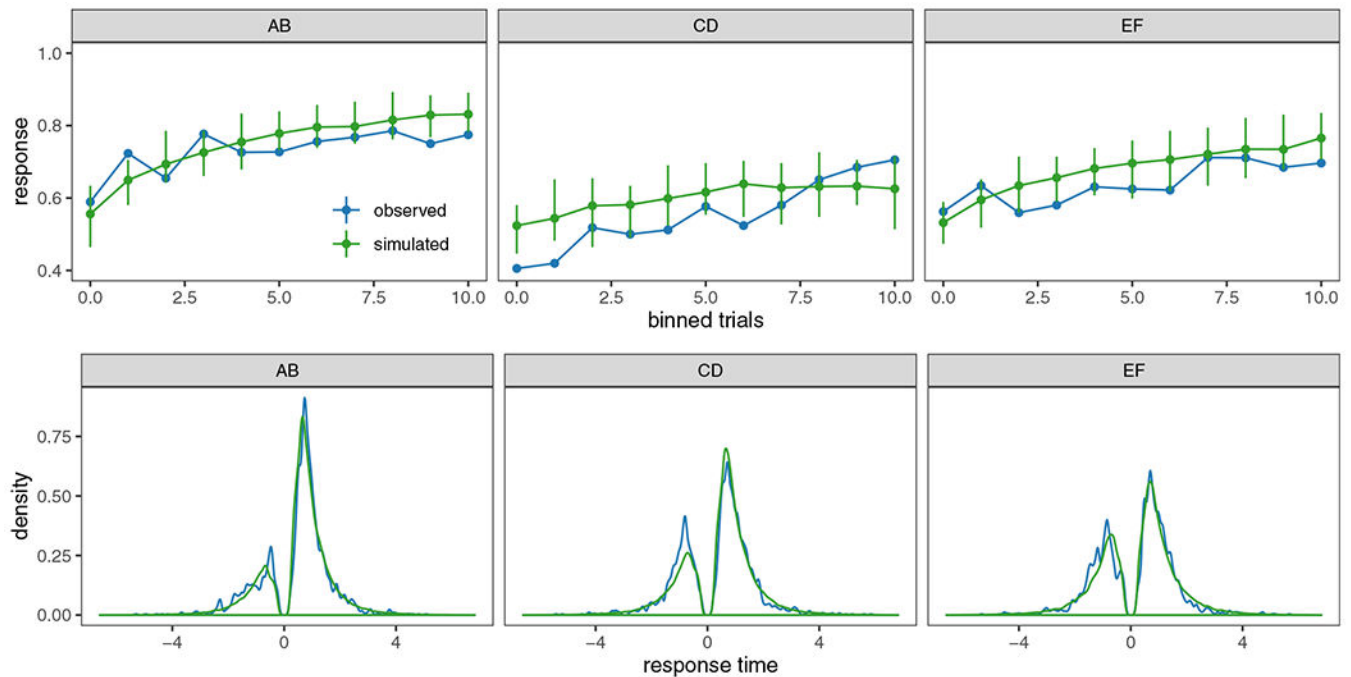 AB CD EF
1.0
0.8
0.6
0.4
response
observed
simulated
0.0 2.5 5.0 7.5 10.0 0.0 2.5 5.0 7.5 10.0 0.0 2.5 5.0 7.5 10.0
binned trials
AB CD EF
0.75
0.50
0.25
0.00
density
−4 0 4 −4 0 4 −4 0 4
response time